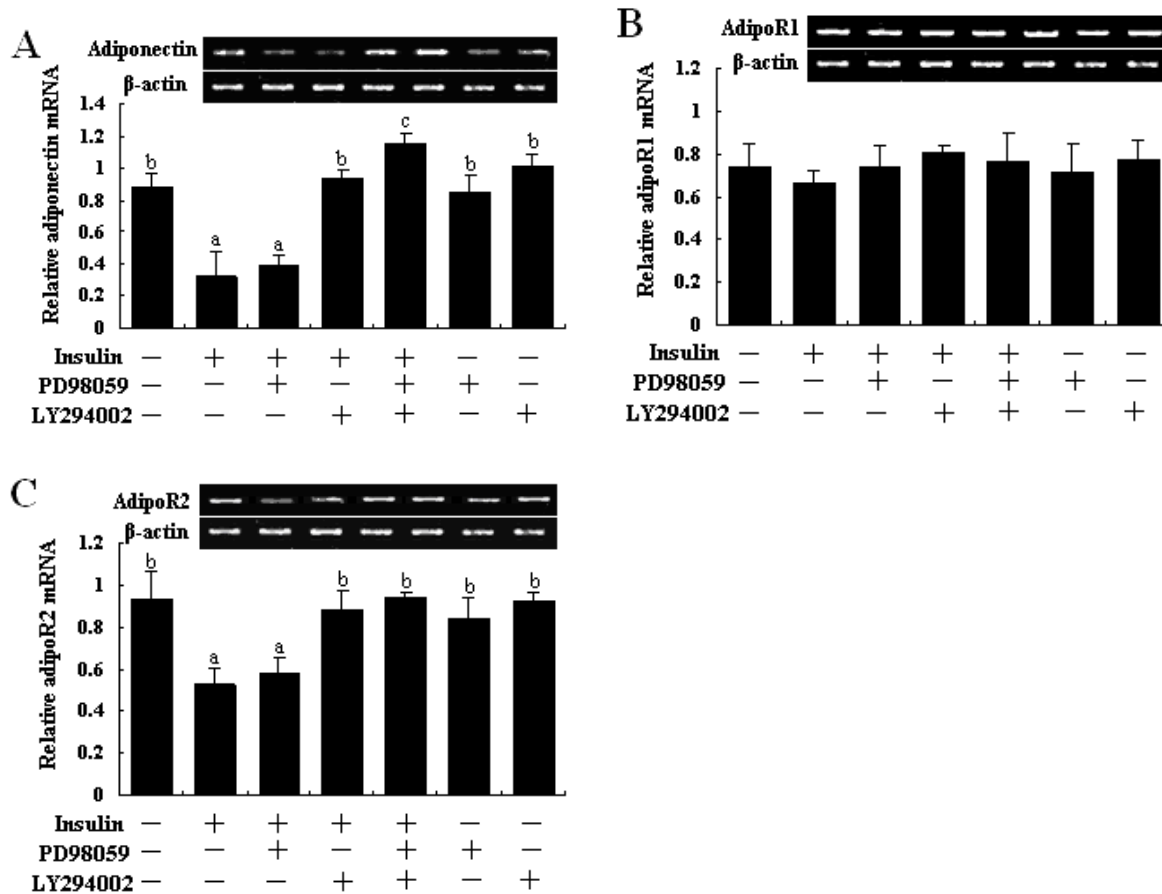 A
Adiponectin
β-actin
Relative adiponectin mRNA
1.4
1.2
1
0.8
0.6
0.4
0.2
0
b a a b c b b
Insulin — + + + + — —
PD98059 — — + — + + —
LY294002 — — — + + — +
B
AdipoR1
β-actin
Relative adipoR1 mRNA
1.2
1
0.8
0.6
0.4
0.2
0
Insulin — + + + + — —
PD98059 — — + — + + —
LY294002 — — — + + — +
C
AdipoR2
β-actin
Relative adipoR2 mRNA
1.2
1
0.8
0.6
0.4
0.2
0
b a a b b b b
Insulin — + + + + — —
PD98059 — — + — + + —
LY294002 — — — + + — +